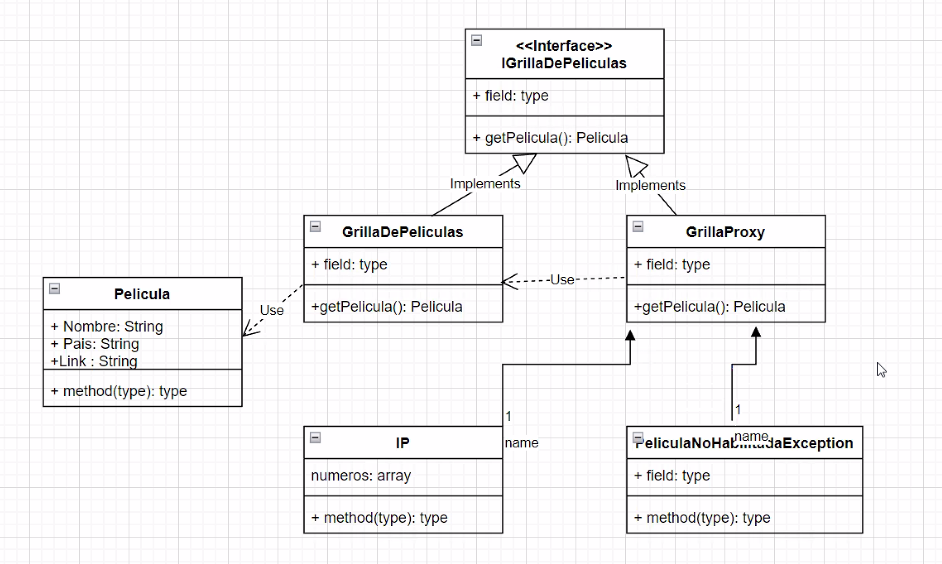 <<Interface>>
IGrillaDePeliculas
+ field: type
+ getPelicula(): Pelicula
Implements
Implements
GrillaDePeliculas
+ field: type
+getPelicula(): Pelicula
GrillaProxy
+ field: type
+getPelicula(): Pelicula
Use
Use
Pelicula
+ Nombre: String
+ Pais: String
+Link : String
+ method(type): type
1
name
1
name
IP
numeros: array
+ method(type): type
PeliculaNoHabilitadaException
+ field: type
+ method(type): type